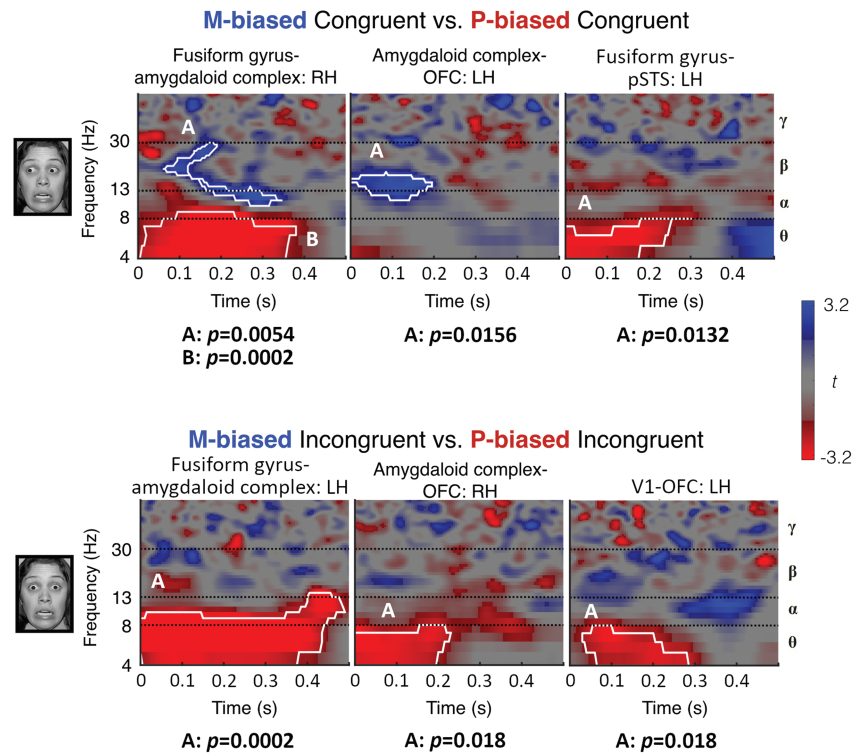 M-biased Congruent vs. P-biased Congruent
Fusiform gyrus-
amygdaloid complex: RH
Amygdaloid complex-
OFC: LH
Fusiform gyrus-
pSTS: LH
Frequency (Hz)
30
13
8
4
A
B
A
A
γ
β
α
θ
0 0.1 0.2 0.3 0.4
0 0.1 0.2 0.3 0.4
0 0.1 0.2 0.3 0.4 0.5
Time (s)
Time (s)
Time (s)
A: p=0.0054
B: p=0.0002
A: p=0.0156
A: p=0.0132
3.2
t
-3.2
M-biased Incongruent vs. P-biased Incongruent
Fusiform gyrus-
amygdaloid complex: LH
Amygdaloid complex-
OFC: RH
V1-OFC: LH
Frequency (Hz)
30
13
8
4
A
A
A
γ
β
α
θ
0 0.1 0.2 0.3 0.4
0 0.1 0.2 0.3 0.4
0 0.1 0.2 0.3 0.4 0.5
Time (s)
Time (s)
Time (s)
A: p=0.0002
A: p=0.018
A: p=0.018